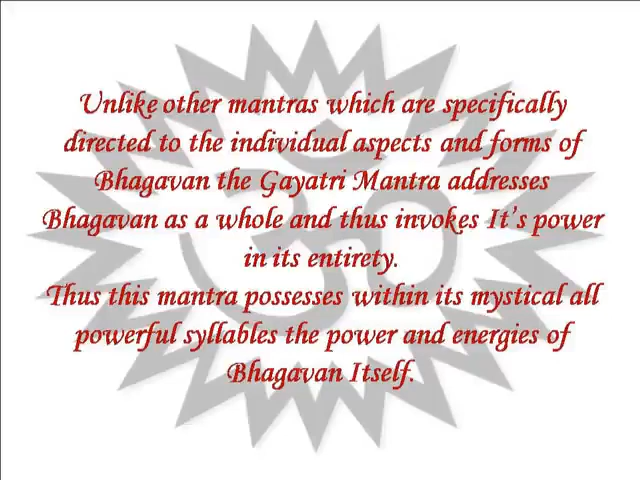 Unlike other mantras which are specifically
directed to the individual aspects and forms of
Bhagavan the Gayatri Mantra addresses
Bhagavan as a whole and thus invokes It's power
in its entirety.
Thus this mantra possesses within its mystical all
powerful syllables the power and energies of
Bhagavan Itself.
ॐ